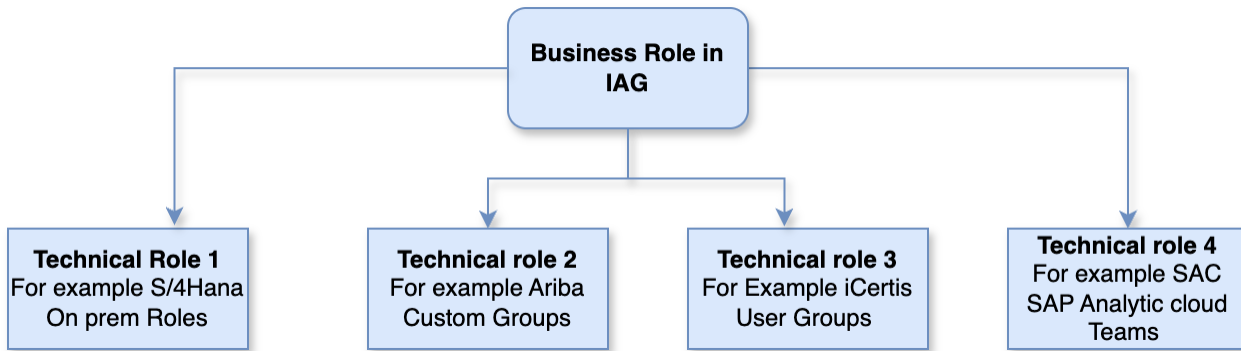 Business Role in
IAG
Technical Role 1
For example S/4Hana
On prem Roles
Technical role 2
For example Ariba
Custom Groups
Technical role 3
For Example iCertis
User Groups
Technical role 4
For example SAC
SAP Analytic cloud
Teams